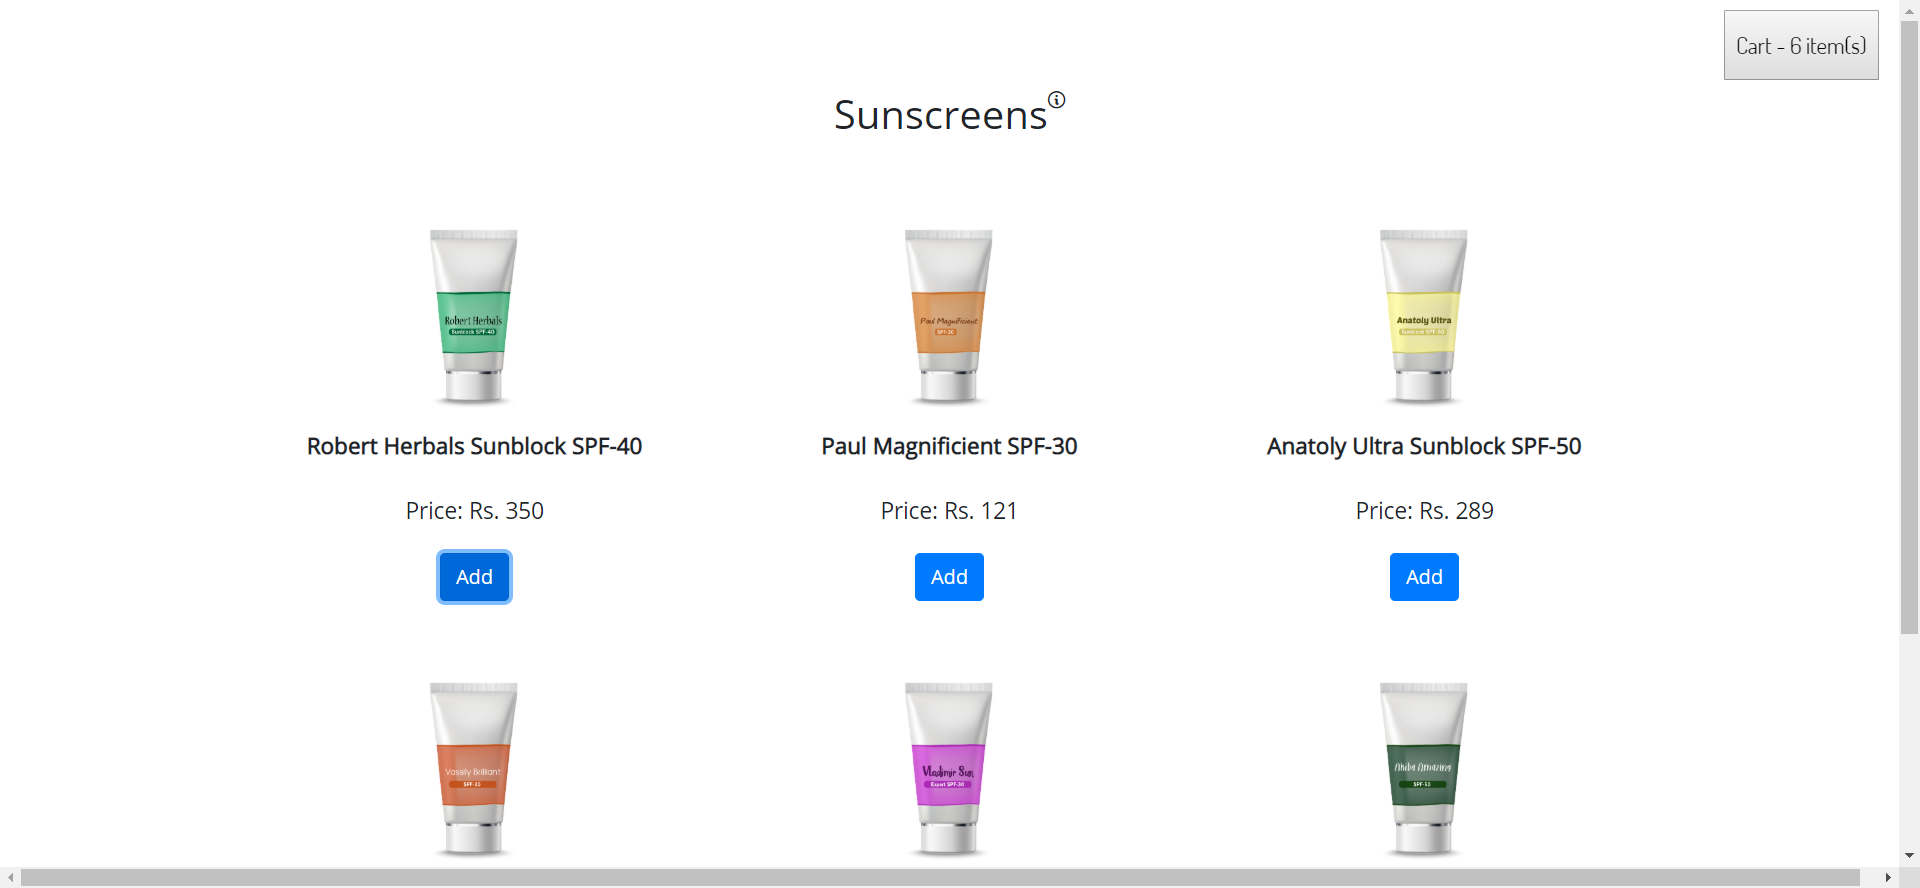 Cart - 6 item(s)
Sunscreens
Robert Herbals
Sunblock SPF-40
Paul Magnificient
SPF-30
Anatoly Ultra
Sunblock SPF-50
Robert Herbals Sunblock SPF-40
Paul Magnificient SPF-30
Anatoly Ultra Sunblock SPF-50
Price: Rs. 350
Price: Rs. 121
Price: Rs. 289
Add
Add
Add
Vassily Brilliant
SPF-30
Vladimir Sun
Expert SPF-30
Akiba Amazing
SPF-50